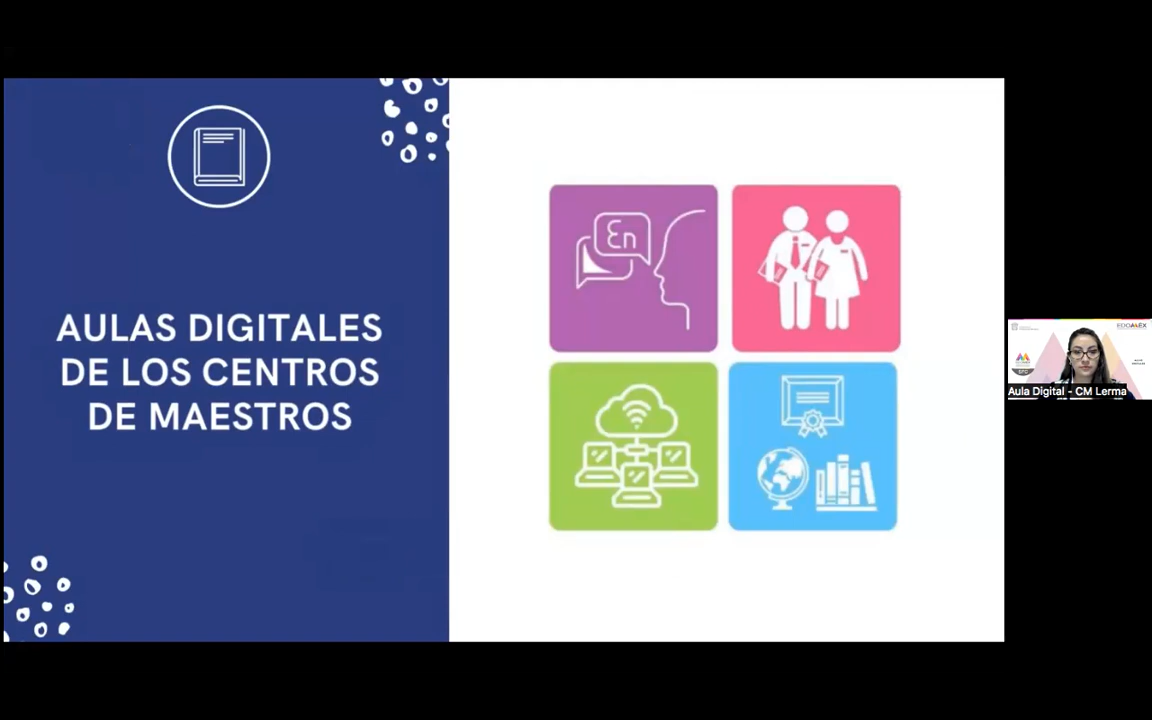 AULAS DIGITALES
DE LOS CENTROS
DE MAESTROS
En
EDOMÉX
Aula Digital - CM Lerma